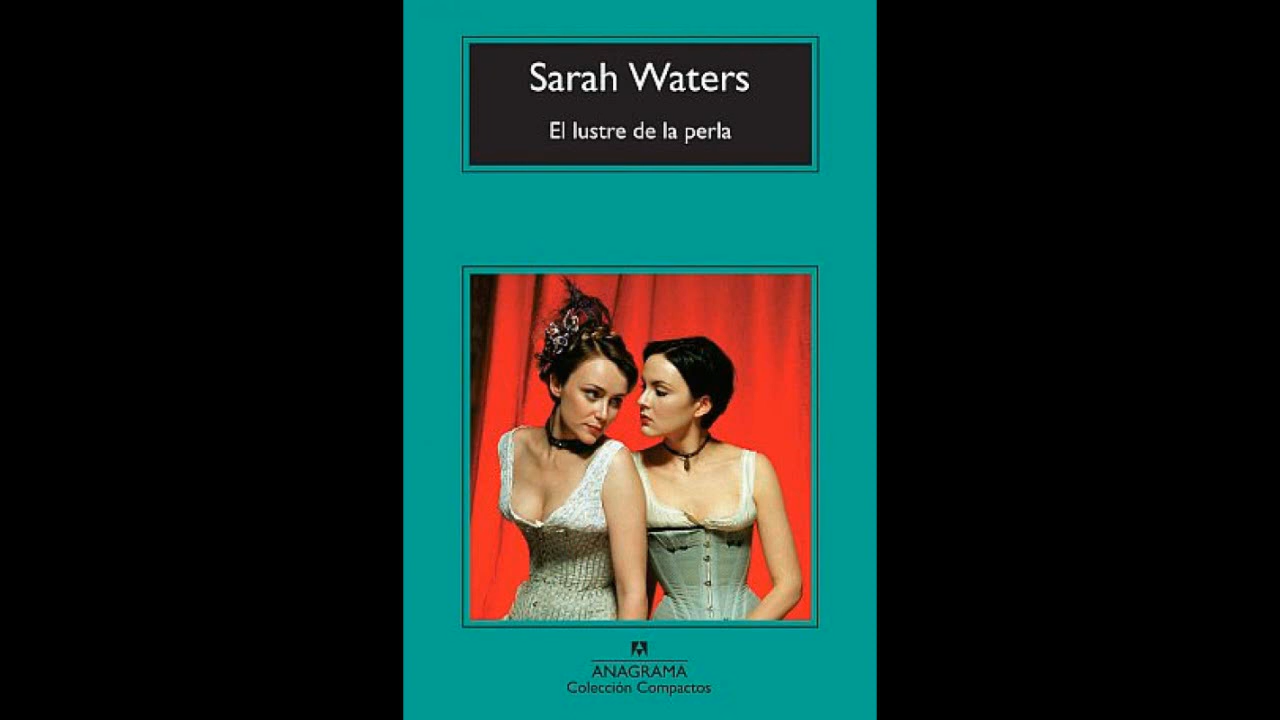 Sarah Waters
El lustre de la perla
ANAGRAMA
Colección Compactos